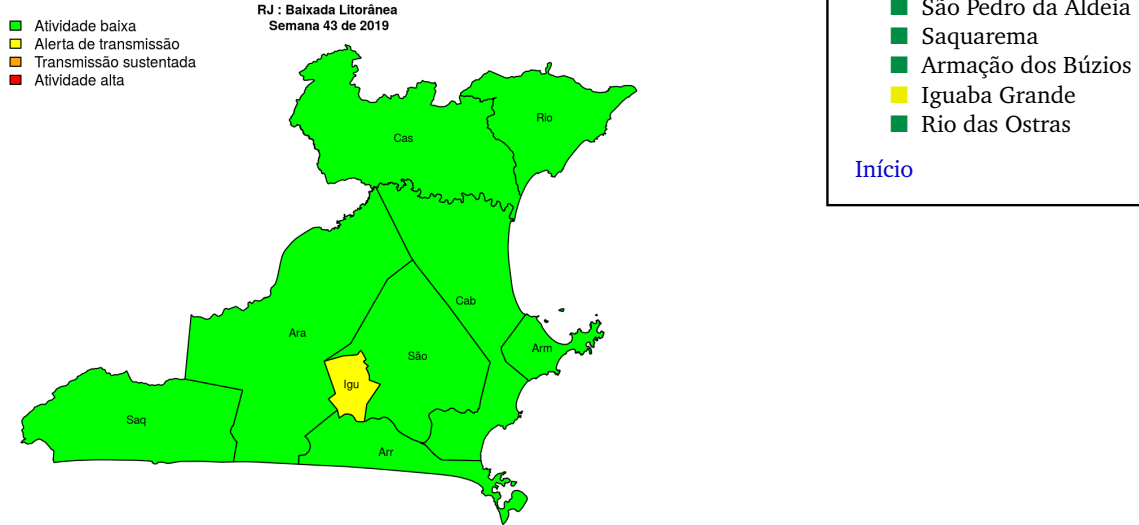 RJ : Baixada Litorânea
Semana 43 de 2019
Atividade baixa
Alerta de transmissão
Transmissão sustentada
Atividade alta
Rio
Cas
Cab
Ara
São
Arm
Igu
Saq
Arr
São Pedro da Aldeia
Saquarema
Armação dos Búzios
Iguaba Grande
Rio das Ostras
Início